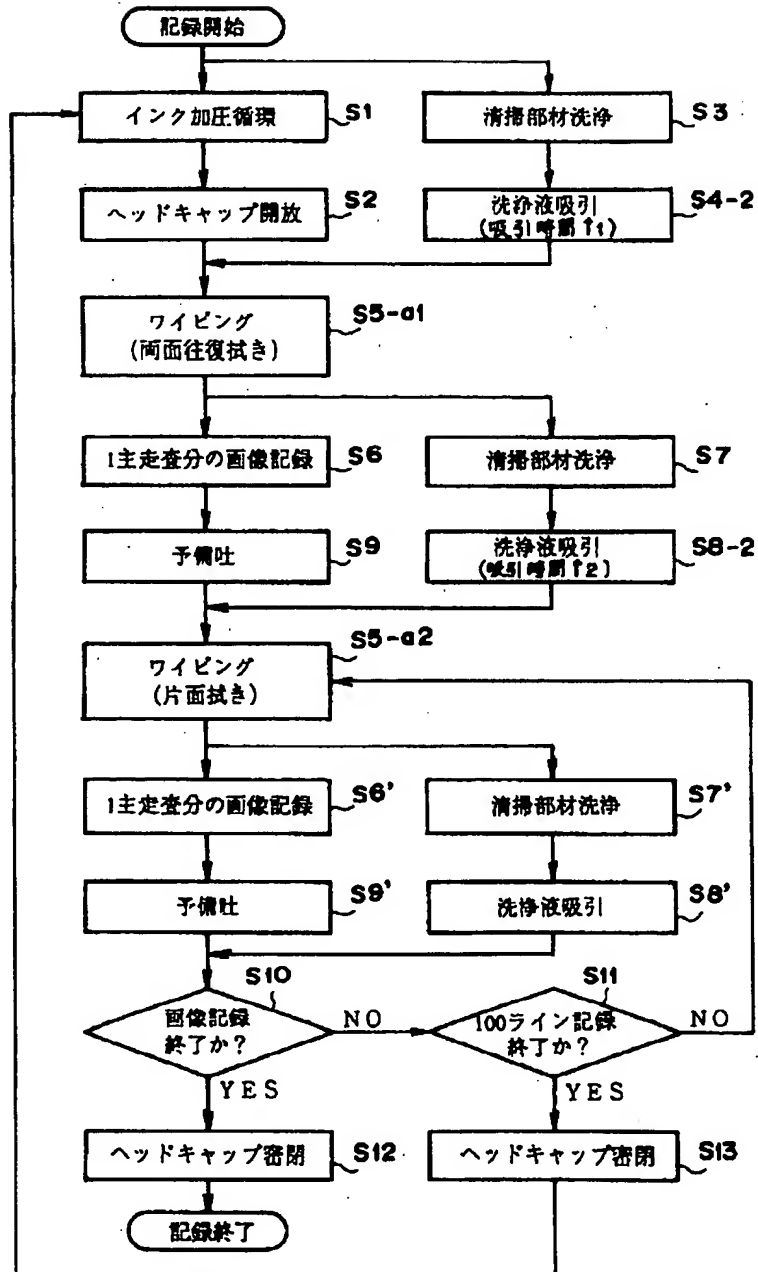 記録開始
インク加圧循環
S1
清掃部材洗浄
S3
ヘッドキャップ開放
S2
洗浄液吸引
(吸引時間↑1)
S4-2
ワイピング
(両面往復拭き)
S5-a1
1主走査分の画像記録
S6
清掃部材洗浄
S7
予備吐
S9
洗浄液吸引
(吸引時間↑2)
S8-2
ワイピング
(片面拭き)
S5-a2
1主走査分の画像記録
S6'
清掃部材洗浄
S7'
予備吐
S9'
洗浄液吸引
S8'
画像記録
終了か?
S10
NO
100ライン記録
終了か?
S11
NO
YES
YES
ヘッドキャップ密閉
S12
ヘッドキャップ密閉
S13
記録終了